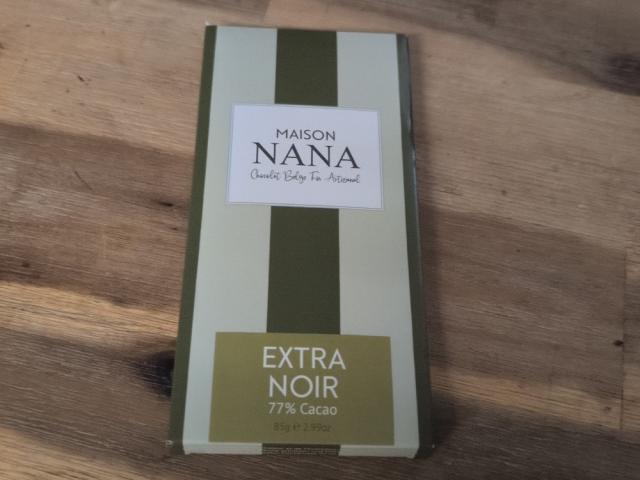 MAISON
NANA
Chocolat Belge Fin Artisanal
EXTRA
NOIR
77% Cacao
85g e 2.99oz